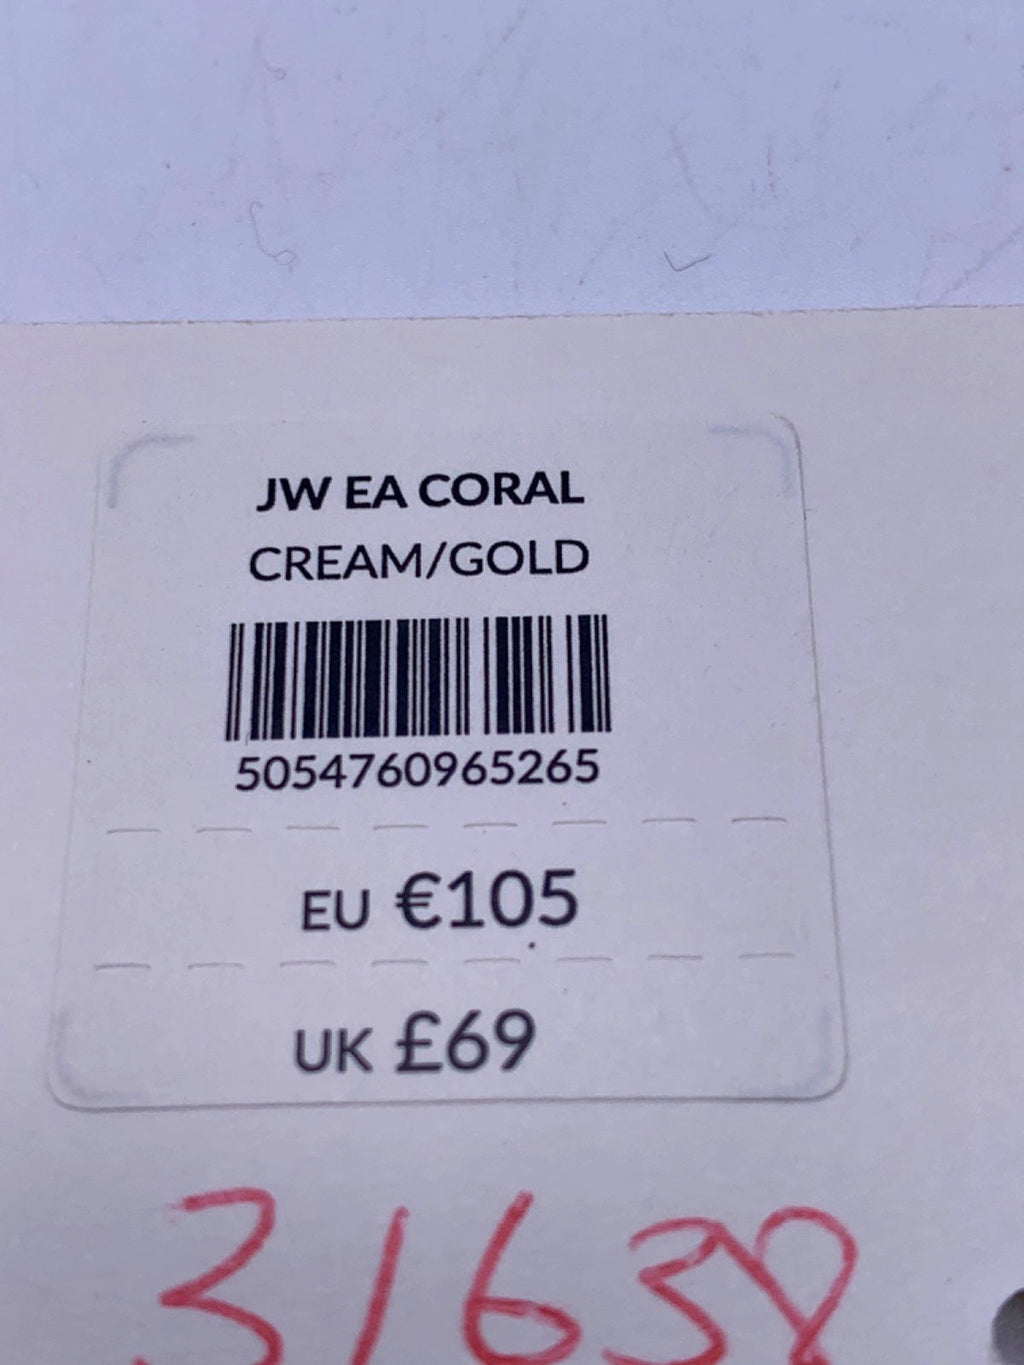 JW EA CORAL
CREAM/GOLD
5054760965265
EU €105
UK £69
31638